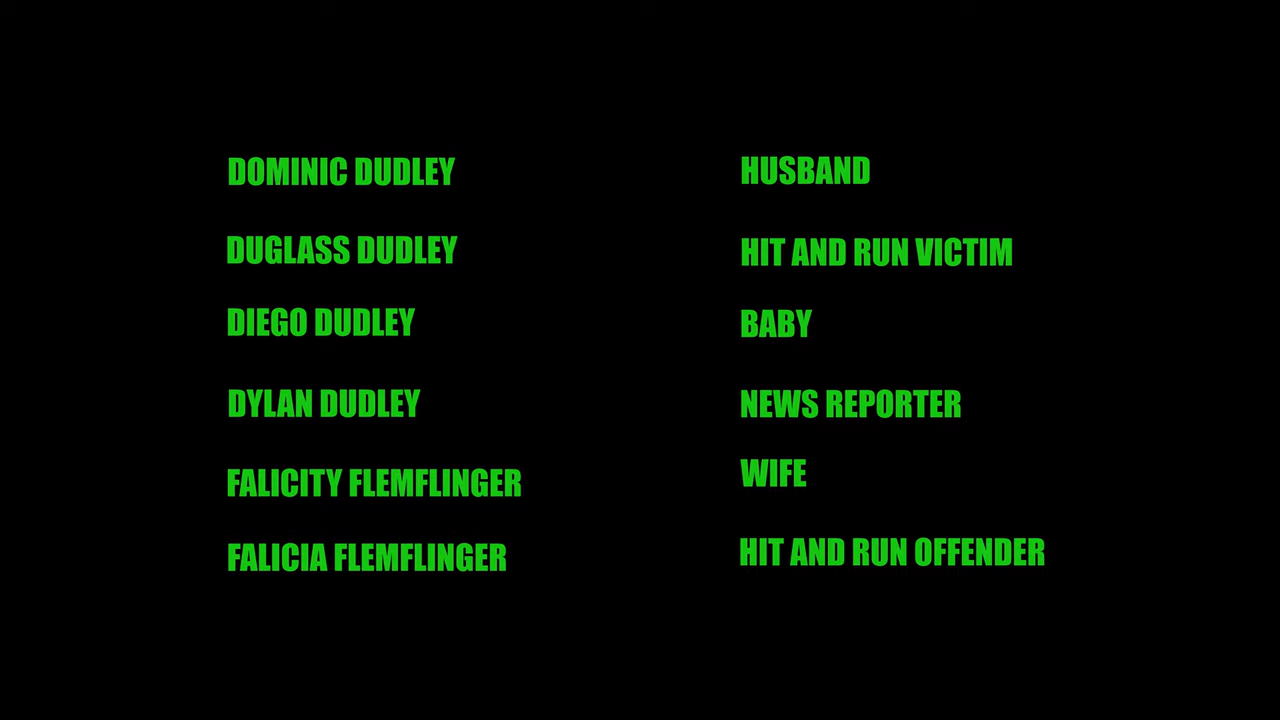 DOMINIC DUDLEY HUSBAND
DUGLASS DUDLEY HIT AND RUN VICTIM
DIEGO DUDLEY BABY
DYLAN DUDLEY NEWS REPORTER
FALICITY FLEMFLINGER WIFE
FALICIA FLEMFLINGER HIT AND RUN OFFENDER